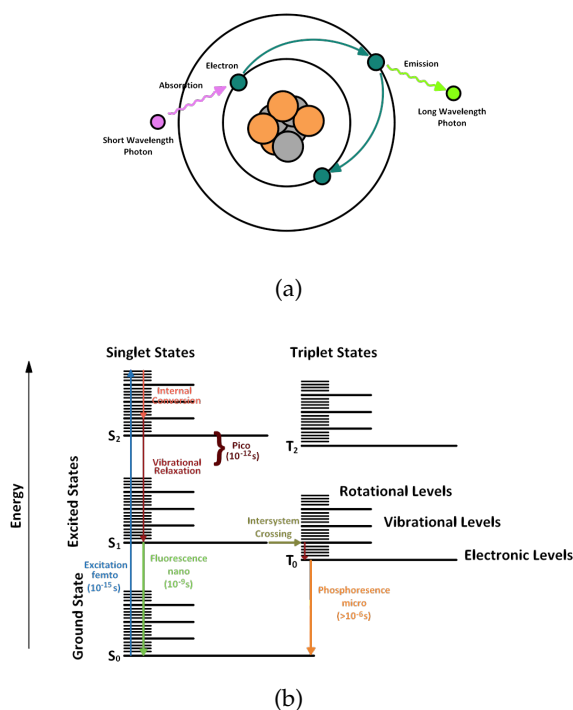 Electron
Emission
Absorption
Short Wavelength
Photon
Long Wavelength
Photon
(a)
Singlet States
Triplet States
Energy
Excited States
Ground State
Internal
Conversion
S2
Pico
(10-12s)
T2
Vibrational
Relaxation
Rotational Levels
Intersystem
Crossing
Vibrational Levels
S1
T0
Electronic Levels
Excitation
femto
(10-15s)
Fluorescence
nano
(10-9s)
Phosphoresence
micro
(>10-6s)
S0
(b)